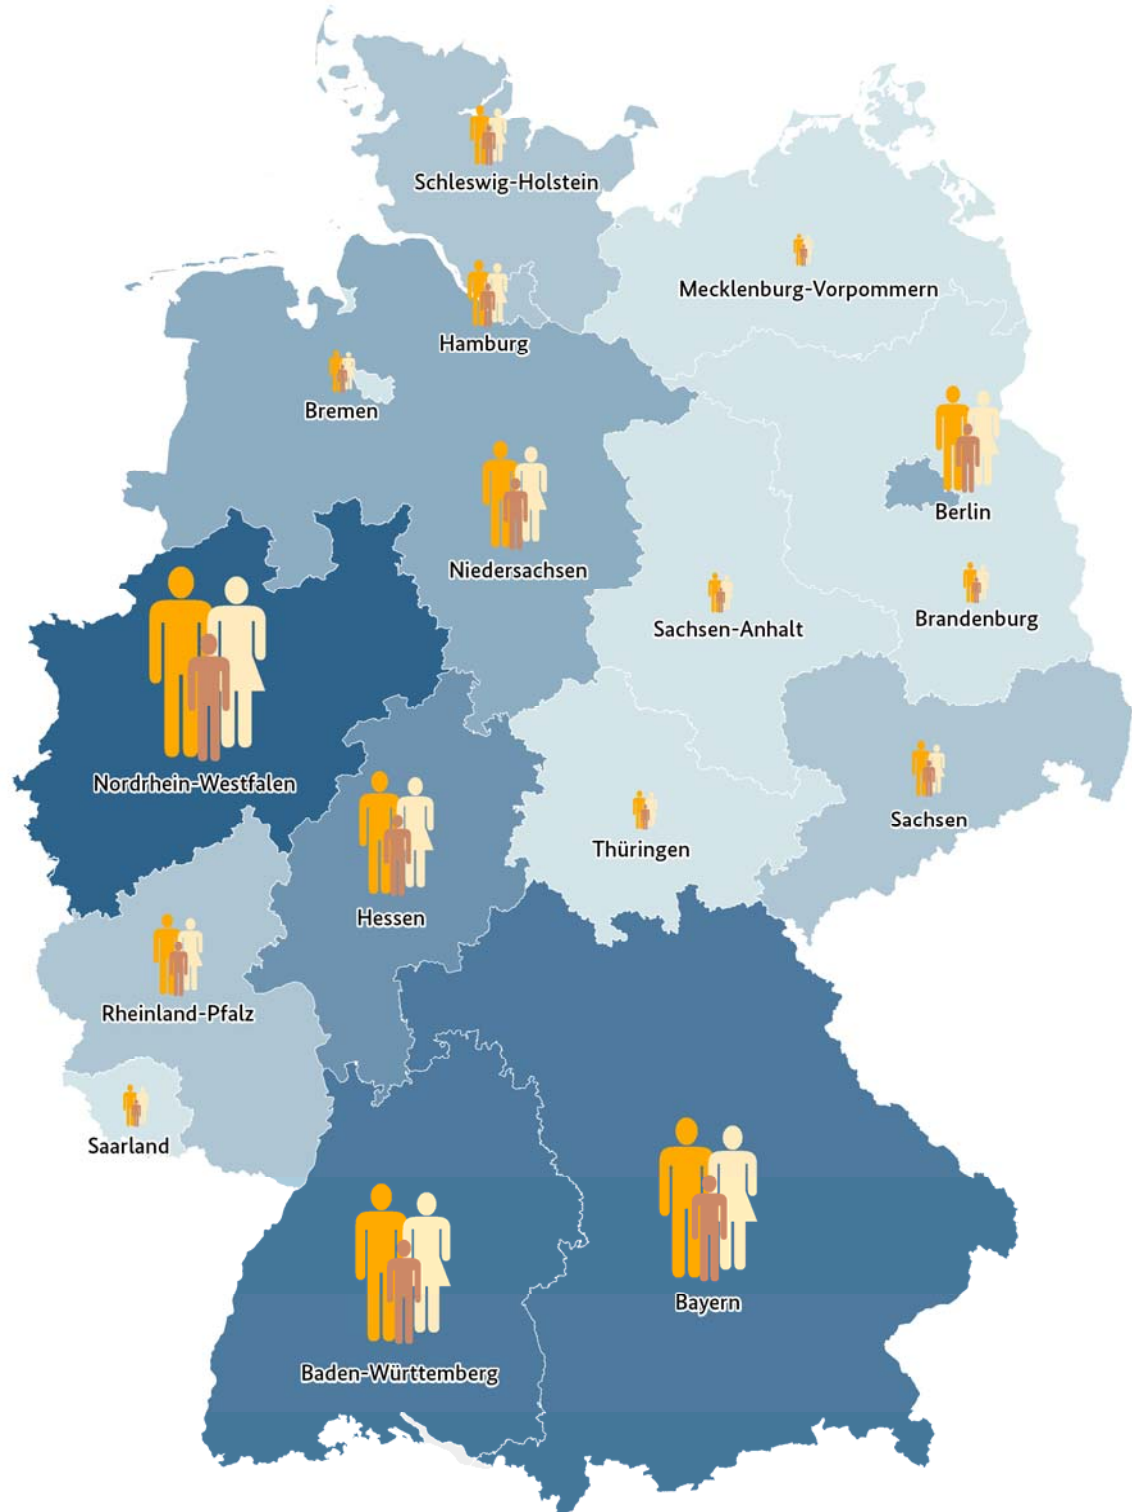 Schleswig-Holstein
Mecklenburg-Vorpommern
Hamburg
Bremen
Berlin
Niedersachsen
Brandenburg
Sachsen-Anhalt
Nordrhein-Westfalen
Sachsen
Thüringen
Hessen
Rheinland-Pfalz
Saarland
Bayern
Baden-Württemberg